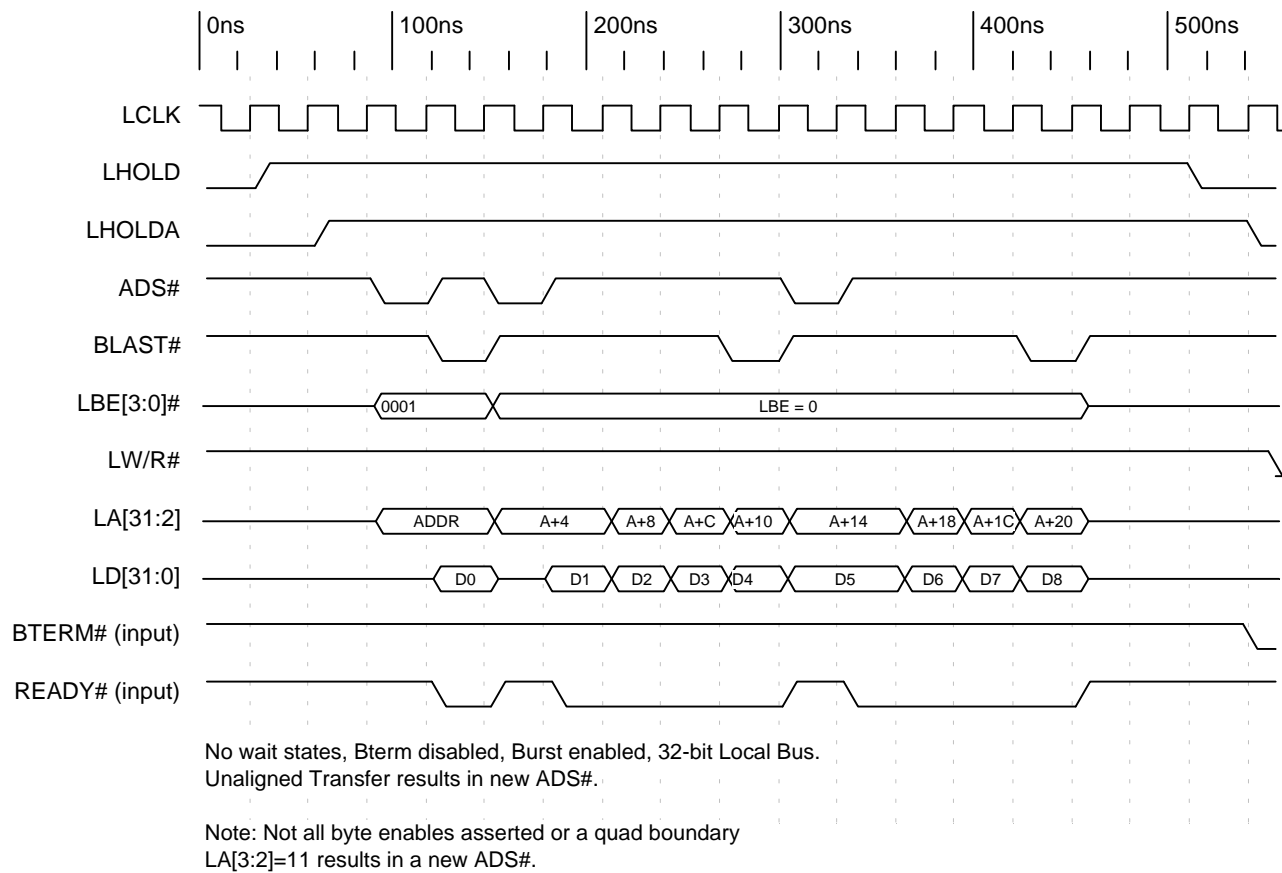 0ns 100ns 200ns 300ns 400ns 500ns
LCLK
LHOLD
LHOLDA
ADS#
BLAST#
LBE[3:0]# 0001 LBE = 0
LW/R#
LA[31:2] ADDR A+4 A+8 A+C A+10 A+14 A+18 A+1C A+20
LD[31:0] D0 D1 D2 D3 D4 D5 D6 D7 D8
BTERM# (input)
READY# (input)
No wait states, Bterm disabled, Burst enabled, 32-bit Local Bus.
Unaligned Transfer results in new ADS#.
Note: Not all byte enables asserted or a quad boundary
LA[3:2]=11 results in a new ADS#.